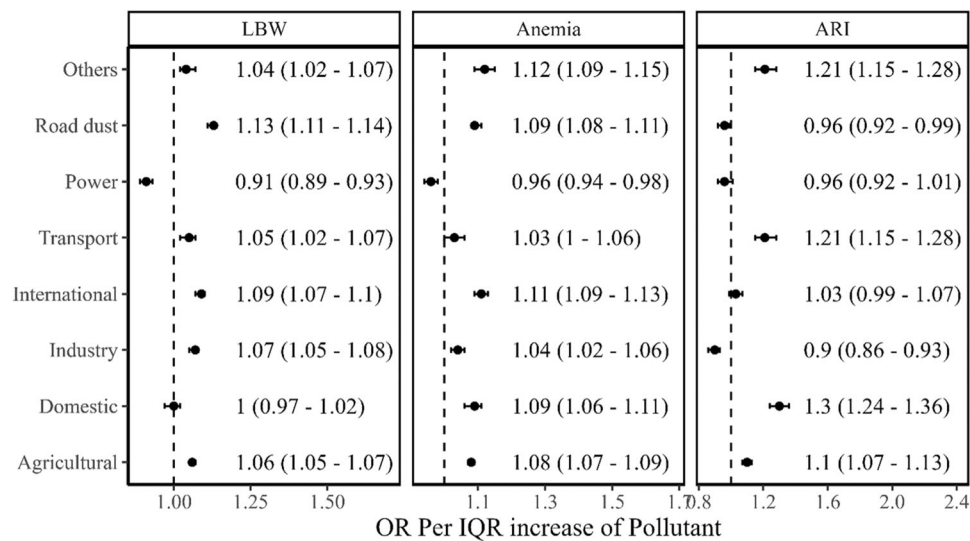 LBW Anemia ARI
Others 1.04 (1.02 - 1.07) 1.12 (1.09 - 1.15) 1.21 (1.15 - 1.28)
Road dust 1.13 (1.11 - 1.14) 1.09 (1.08 - 1.11) 0.96 (0.92 - 0.99)
Power 0.91 (0.89 - 0.93) 0.96 (0.94 - 0.98) 0.96 (0.92 - 1.01)
Transport 1.05 (1.02 - 1.07) 1.03 (1 - 1.06) 1.21 (1.15 - 1.28)
International 1.09 (1.07 - 1.1) 1.11 (1.09 - 1.13) 1.03 (0.99 - 1.07)
Industry 1.07 (1.05 - 1.08) 1.04 (1.02 - 1.06) 0.9 (0.86 - 0.93)
Domestic 1 (0.97 - 1.02) 1.09 (1.06 - 1.11) 1.3 (1.24 - 1.36)
Agricultural 1.06 (1.05 - 1.07) 1.08 (1.07 - 1.09) 1.1 (1.07 - 1.13)
1.00 1.25 1.50 1.1 1.3 1.5 1.7 0.8 1.2 1.6 2.0 2.4
OR Per IQR increase of Pollutant